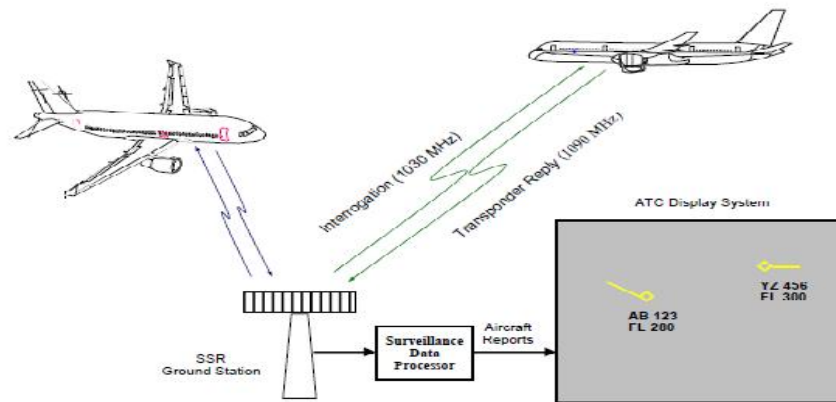 Interrogation (1030 MHz)
Transponder Reply (1090 MHz)
ATC Display System
YZ 456
FL 300
AB 123
FL 280
SSR
Ground Station
Surveillance
Data
Processor
Aircraft
Reports